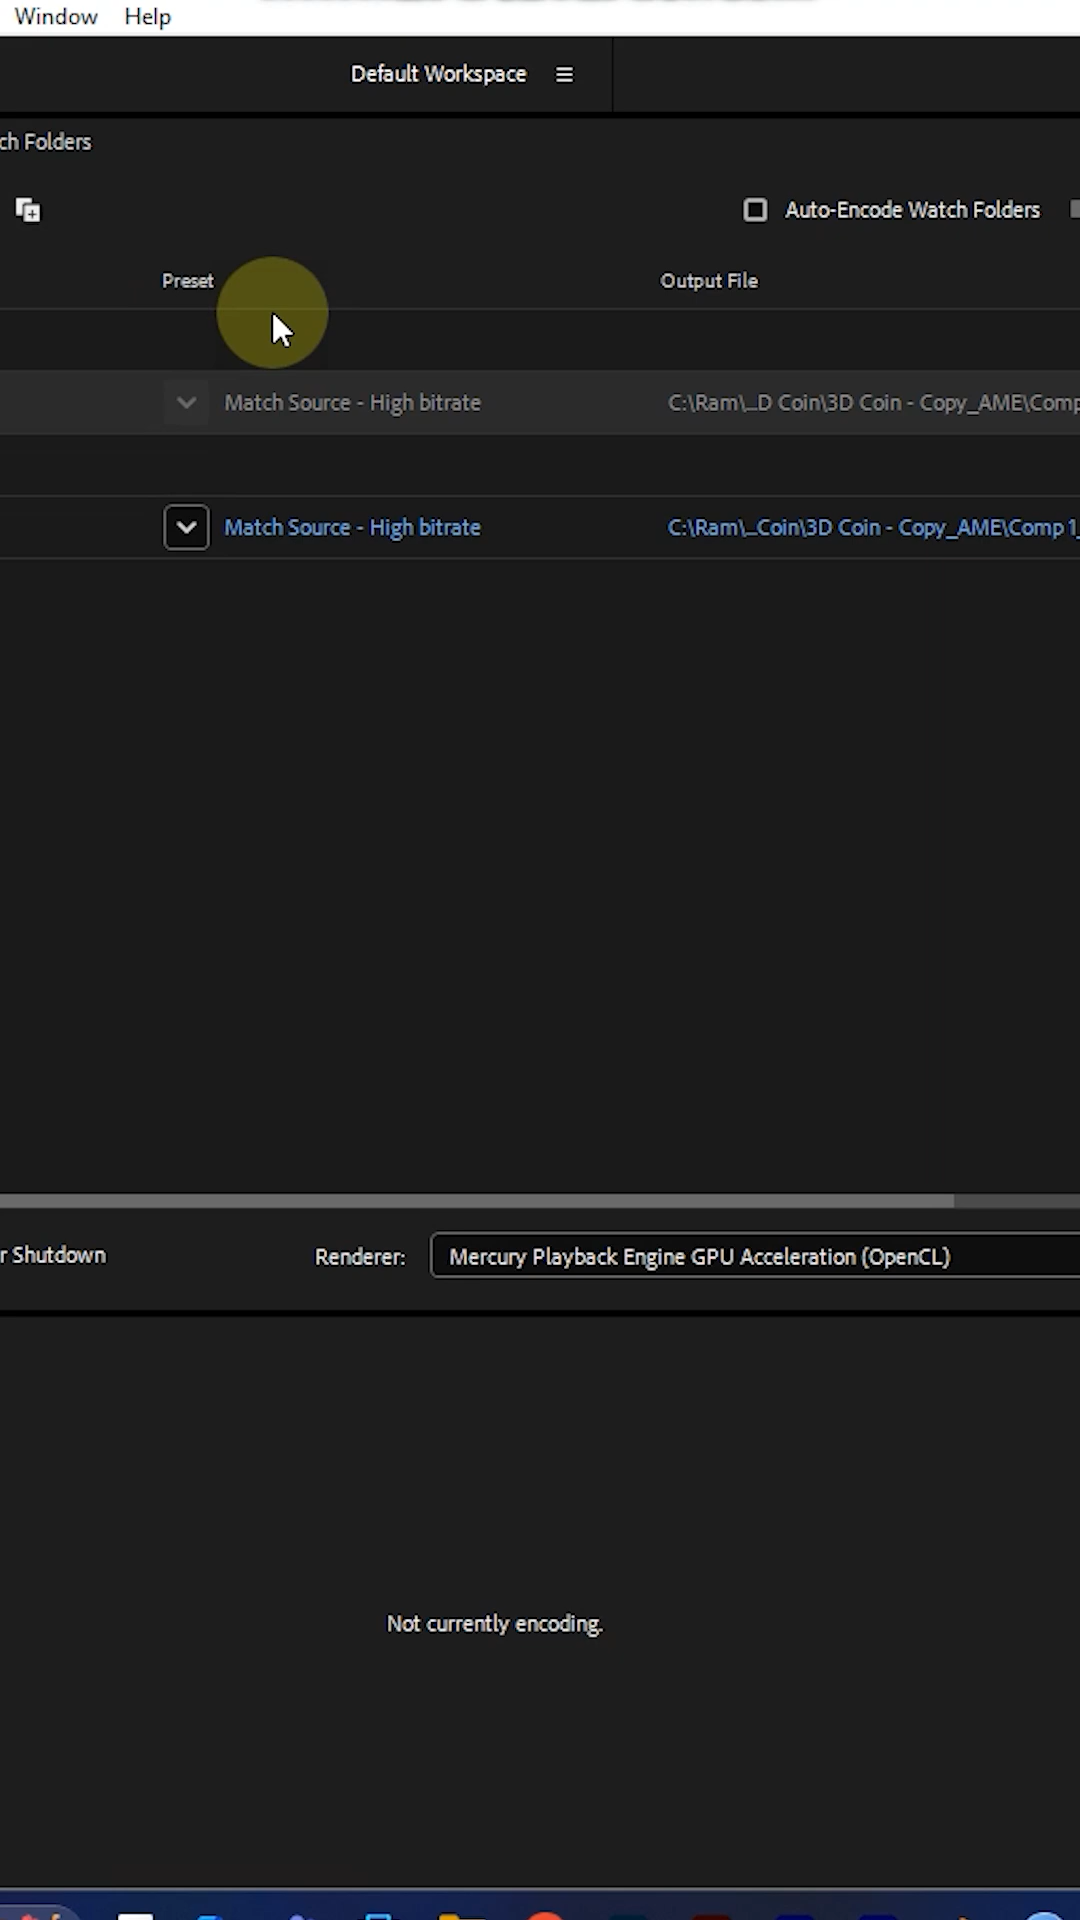 Window Help
Default Workspace
ch Folders
Auto-Encode Watch Folders
Preset Output File
Match Source - High bitrate C:\Ram\...D Coin\3D Coin - Copy_AME\Comp
Match Source - High bitrate C:\Ram\...Coin\3D Coin - Copy_AME\Comp 1_
r Shutdown Renderer: Mercury Playback Engine GPU Acceleration (OpenCL)
Not currently encoding.